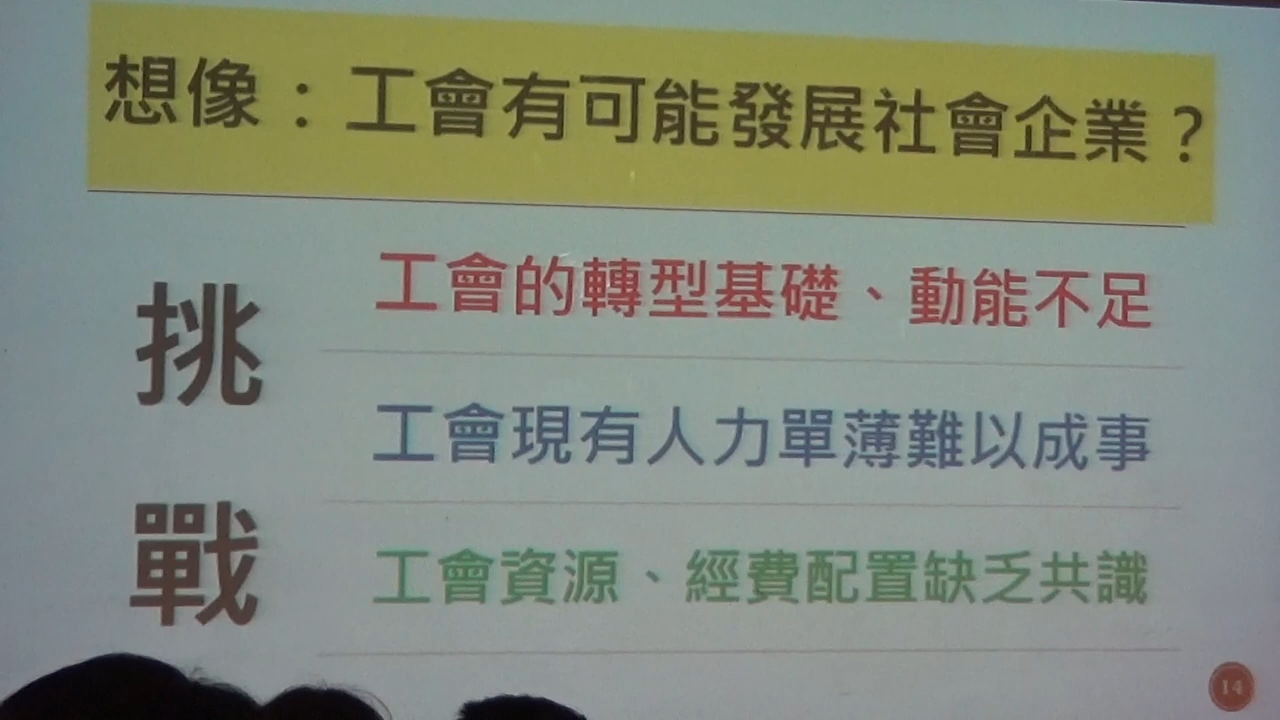 想像：工會有可能發展社會企業？
挑戰
工會的轉型基礎、動能不足
工會現有人力單薄難以成事
工會資源、經費配置缺乏共識
14